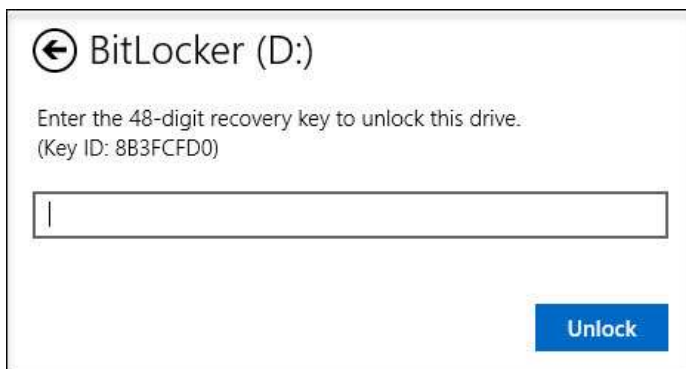 BitLocker (D:)
Enter the 48-digit recovery key to unlock this drive.
(Key ID: 8B3FCFD0)
Unlock